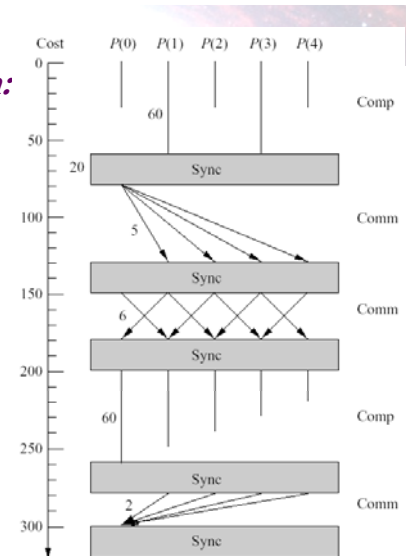 n:
Cost P(0) P(1) P(2) P(3) P(4)
0
Comp
60
50
20 Sync
100
Comm
5
Sync
150
Comm
6
Sync
200
60
Comp
250
Sync
2
Comm
300
Sync